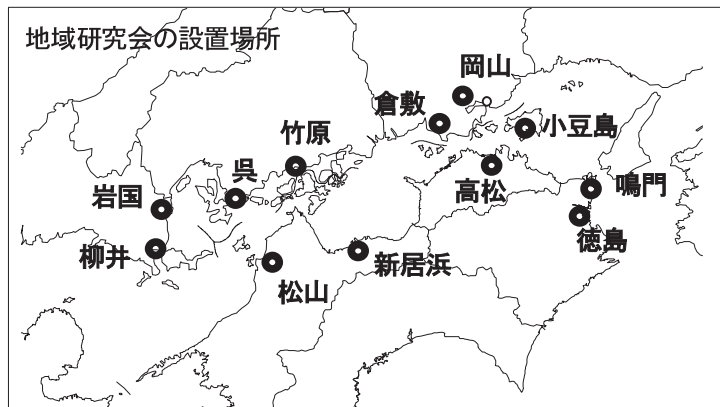 地域研究会の設置場所
岡山
倉敷
小豆島
竹原
呉
高松
鳴門
岩国
徳島
柳井
新居浜
松山